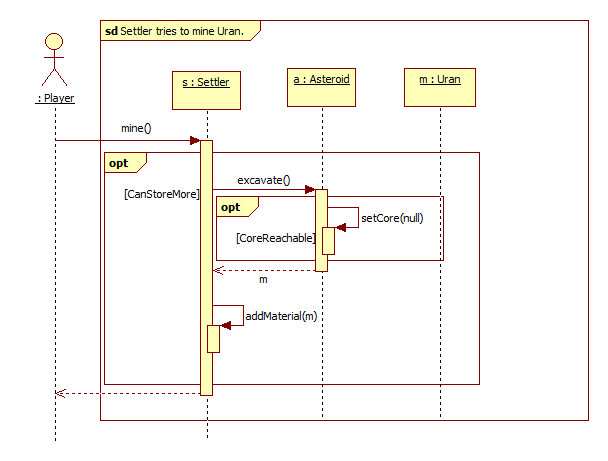 sd Settler tries to mine Uran.
: Player
s : Settler
a : Asteroid
m : Uran
mine()
opt
[CanStoreMore]
excavate()
opt
setCore(null)
[CoreReachable]
m
addMaterial(m)